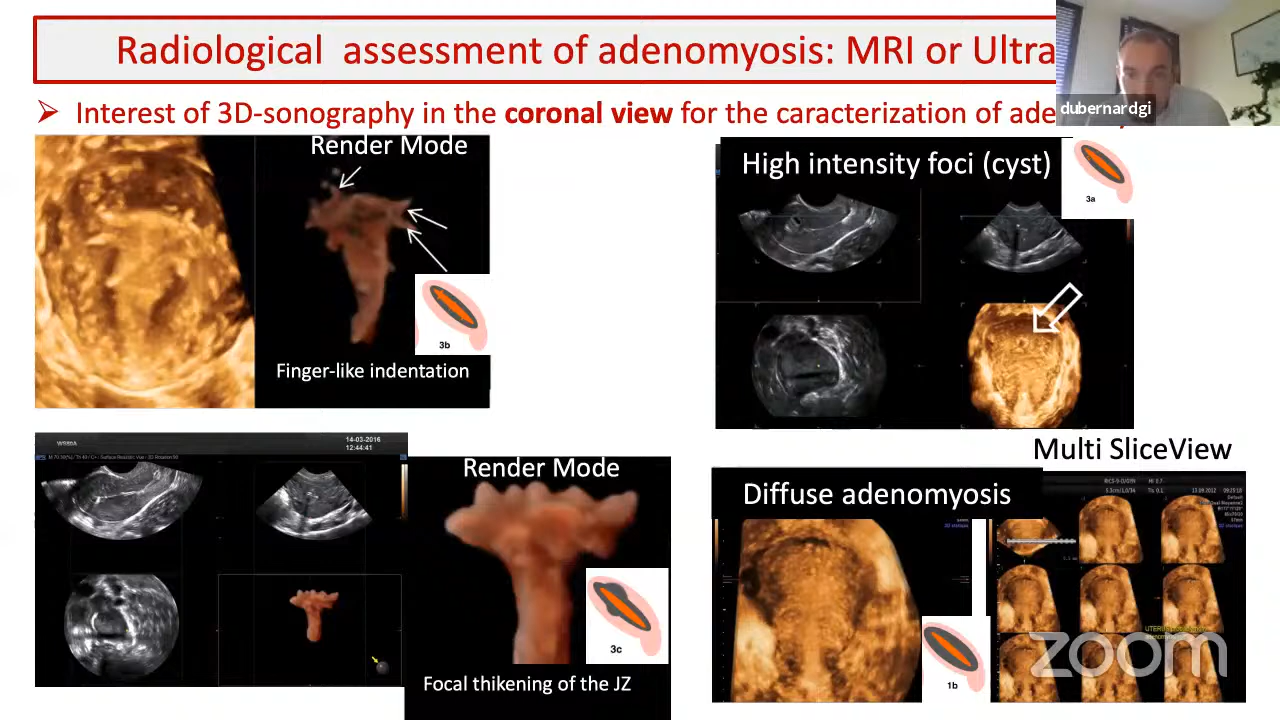 Radiological assessment of adenomyosis: MRI or Ultra
dubernardgi
Interest of 3D-sonography in the coronal view for the caracterization of ade
Render Mode
3b
Finger-like indentation
High intensity foci (cyst)
3a
WS80A
14-03-2016
12:44:41
Render Mode
3c
Focal thikening of the JZ
Multi SliceView
Diffuse adenomyosis
1b
zoom